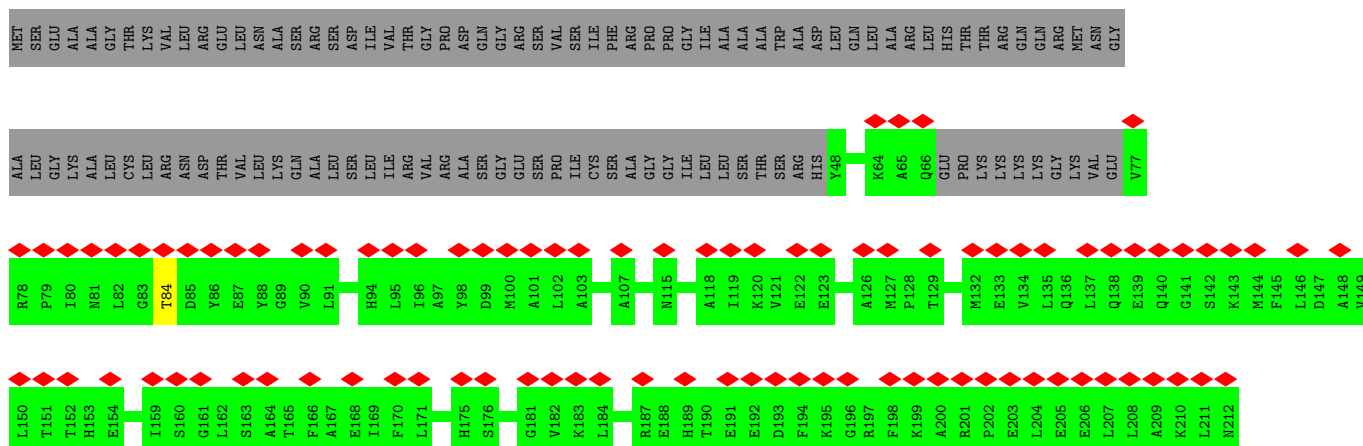 MET SER GLU ALA ALA GLY THR LYS VAL LEU ARG GLU LEU ASN ALA SER ARG SER ASP ILE VAL THR GLY PRO ASP GLN GLY ARG SER VAL SER ILE PHE ARG PRO PRO GLY ILE ALA ALA ALA TRP ALA ASP LEU GLN LEU ALA ARG LEU HIS THR THR ARG GLN GLN ARG MET ASN GLY
ALA LEU GLY LYS ALA LEU CYS LEU ARG ASN ASP THR VAL LEU LYS GLN ALA LEU SER LEU ILE ARG VAL ARG ALA SER GLY GLU SER PRO ILE CYS SER ALA GLY GLY ILE LEU LEU SER THR SER ARG HIS Y48 K64 A65 Q66 GLU PRO LYS LYS LYS LYS GLY LYS VAL GLU V77
R78 P79 I80 N81 L82 G83 T84 D85 Y86 E87 Y88 G89 V90 L91 H94 L95 I96 A97 Y98 D99 M100 A101 L102 A103 A107 N115 A118 I119 K120 V121 E122 E123 A126 M127 P128 T129 M132 E133 V134 L135 Q136 L137 Q138 E139 Q140 G141 S142 K143 M144 F145 L146 D147 A148 V149
L150 T151 T152 H153 E154 I159 S160 G161 L162 S163 A164 T165 F166 A167 E168 I169 F170 L171 H175 S176 G181 V182 K183 L184 R187 E188 H189 T190 E191 E192 D193 F194 K195 G196 R197 F198 K199 A200 R201 P202 E203 L204 E205 E206 L207 L208 A209 K210 L211 N212